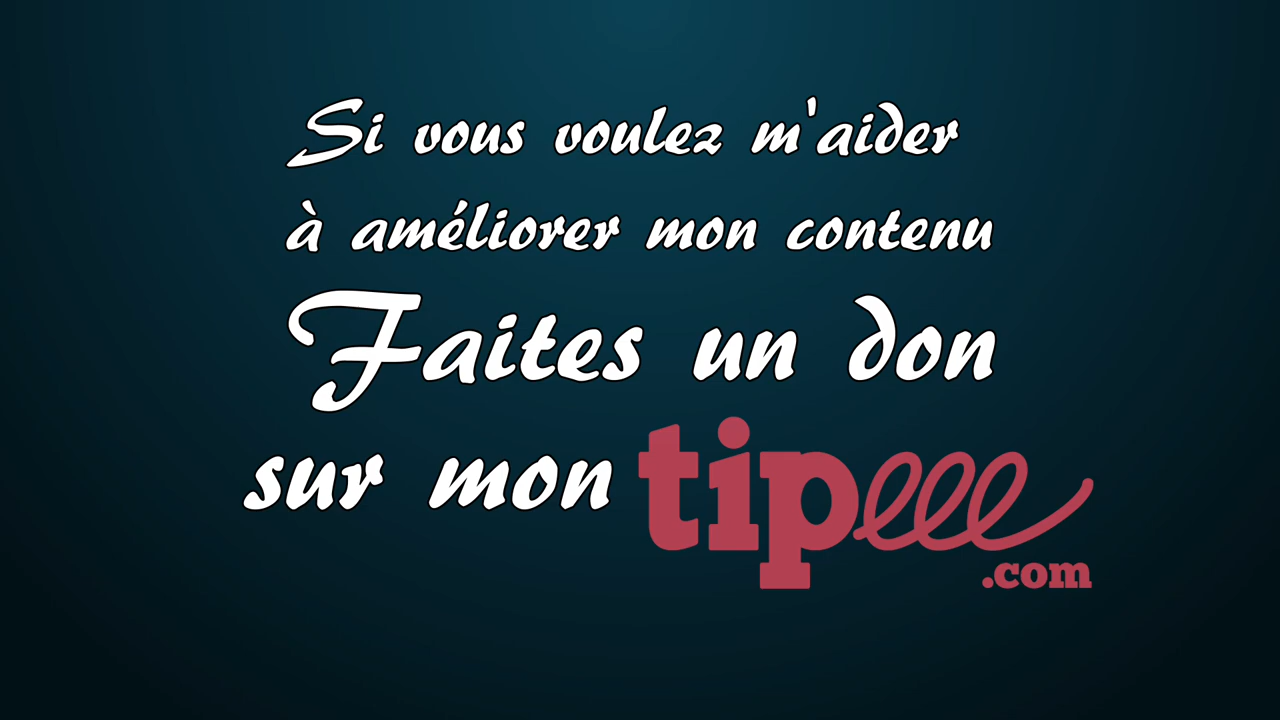 Si vous voulez m'aider
à améliorer mon contenu
Faites un don
sur mon tipeee
.com